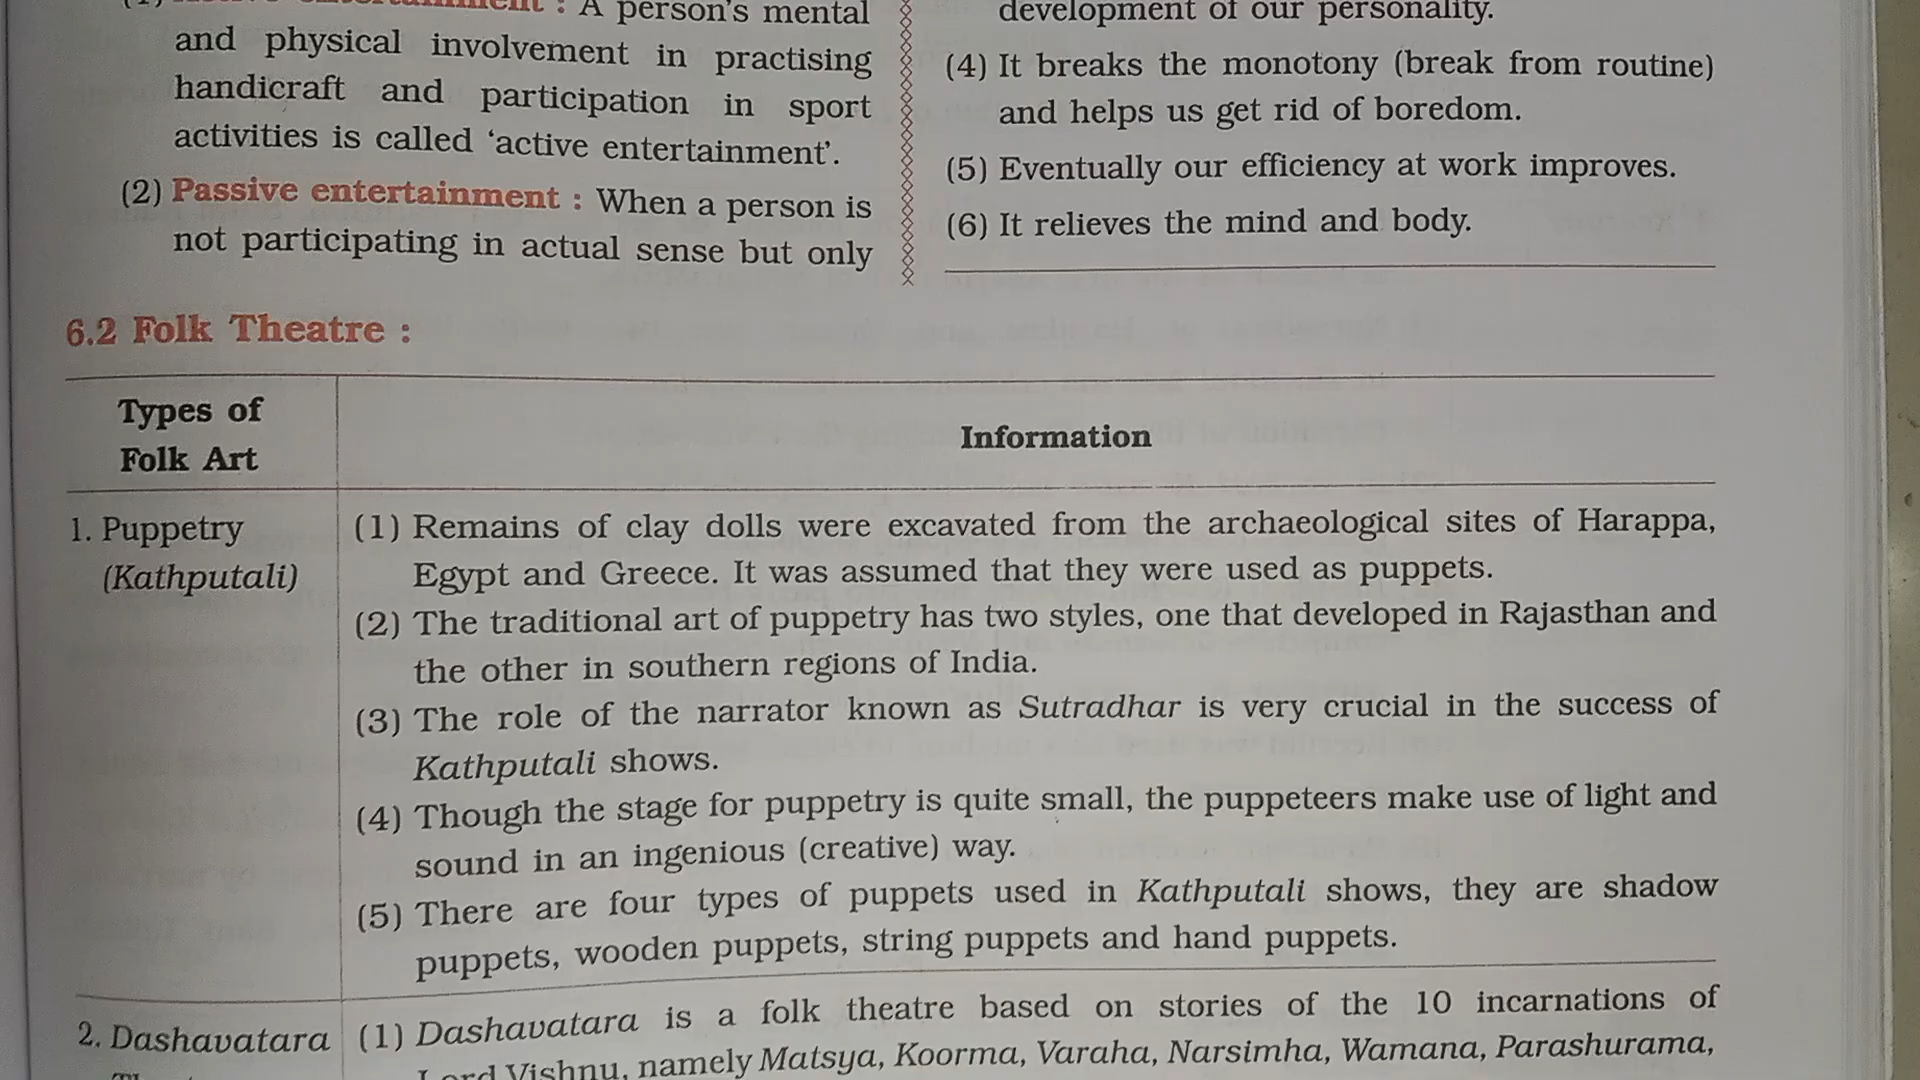 : A person's mental
and physical involvement in practising
handicraft and participation in sport
activities is called 'active entertainment'.
(2) Passive entertainment : When a person is
not participating in actual sense but only
development of our personality.
(4) It breaks the monotony (break from routine)
and helps us get rid of boredom.
(5) Eventually our efficiency at work improves.
(6) It relieves the mind and body.
6.2 Folk Theatre :
Types of
Folk Art
Information
1. Puppetry
(Kathputali)
(1) Remains of clay dolls were excavated from the archaeological sites of Harappa,
Egypt and Greece. It was assumed that they were used as puppets.
(2) The traditional art of puppetry has two styles, one that developed in Rajasthan and
the other in southern regions of India.
(3) The role of the narrator known as Sutradhar is very crucial in the success of
Kathputali shows.
(4) Though the stage for puppetry is quite small, the puppeteers make use of light and
sound in an ingenious (creative) way.
(5) There are four types of puppets used in Kathputali shows, they are shadow
puppets, wooden puppets, string puppets and hand puppets.
2. Dashavatara
(1) Dashavatara is a folk theatre based on stories of the 10 incarnations of
Lord Vishnu, namely Matsya, Koorma, Varaha, Narsimha, Wamana, Parashurama,